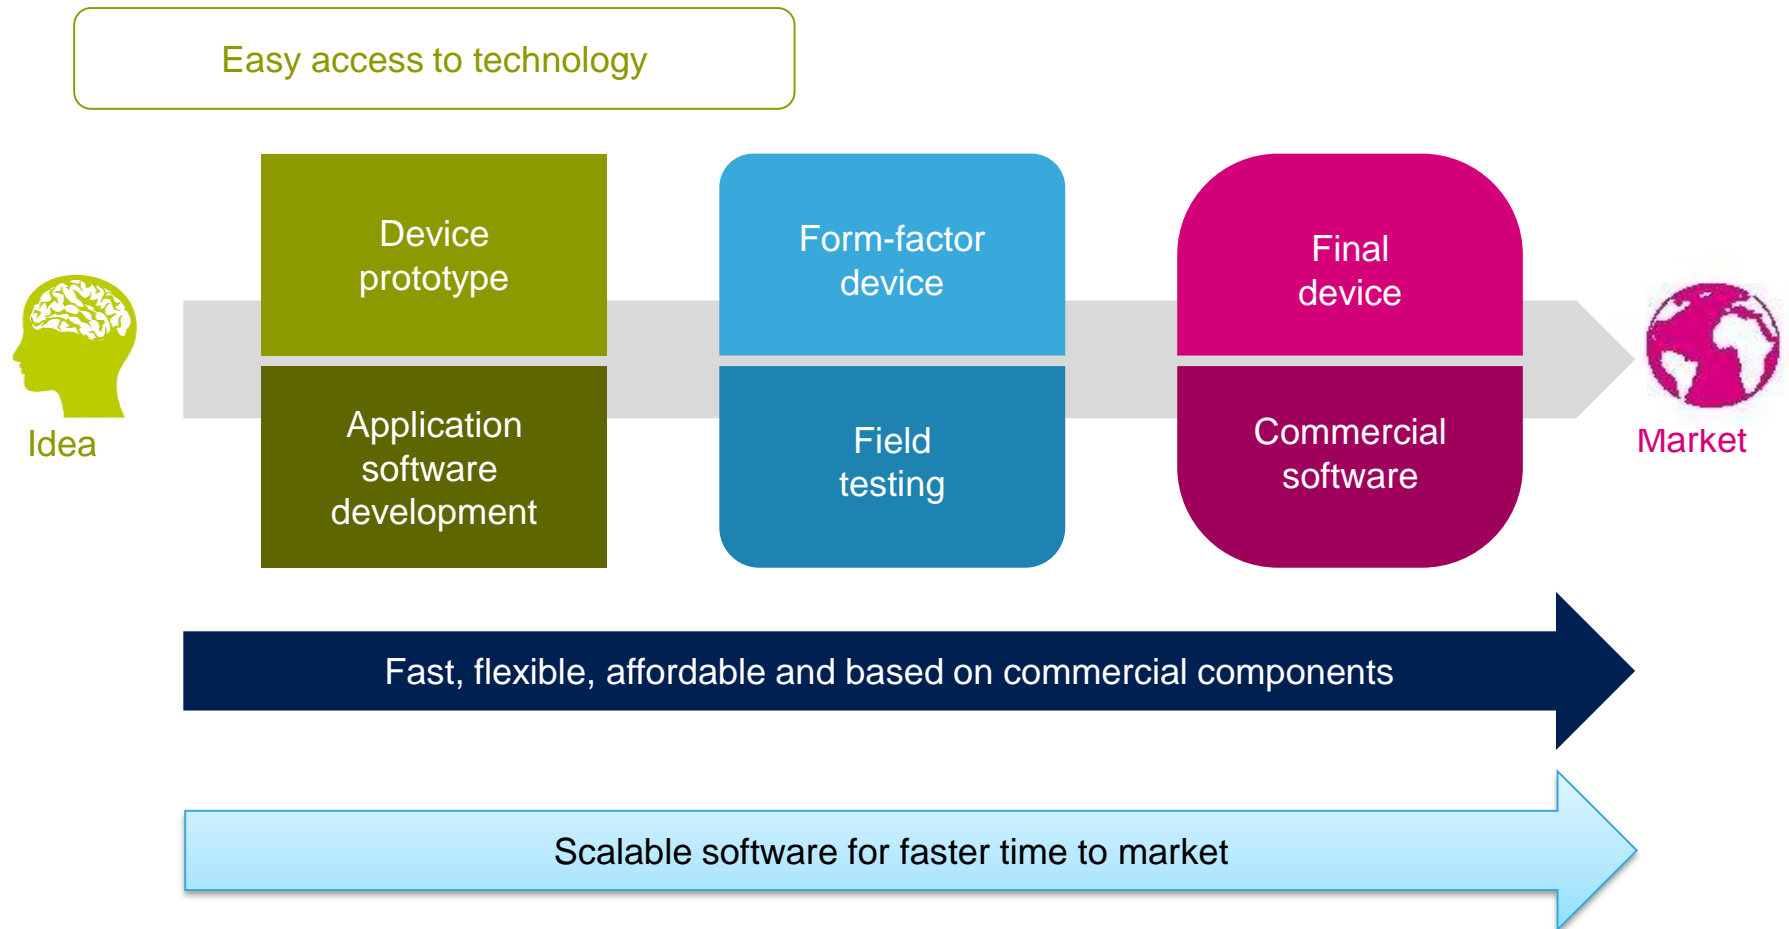 Easy access to technology
Device
prototype
Form-factor
device
Final
device
Idea
Application
software
development
Field
testing
Commercial
software
Market
Fast, flexible, affordable and based on commercial components
Scalable software for faster time to market